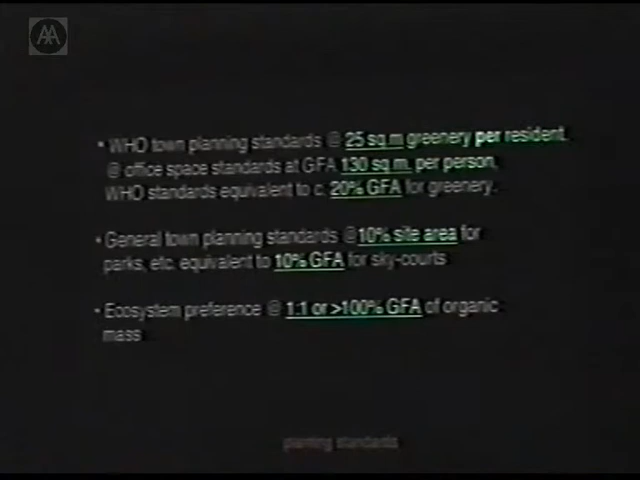 AA
• WHO town planning standards @ 25 sq.m greenery per resident.
@ office space standards at GFA 130 sq.m. per person,
WHO standards equivalent to c. 20% GFA for greenery.
• General town planning standards @10% site area for
parks, etc. equivalent to 10% GFA for sky-courts
• Ecosystem preference @ 1:1 or >100% GFA of organic
mass
planting standards